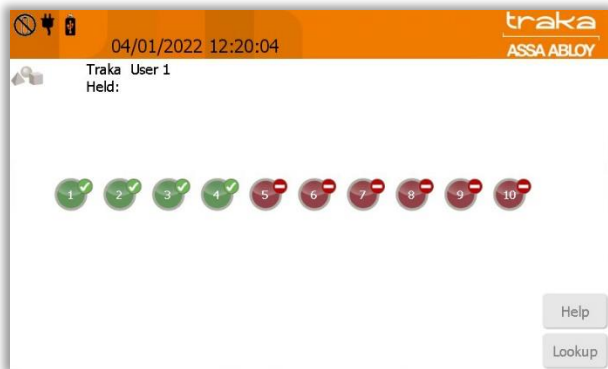 traka
04/01/2022 12:20:04
ASSA ABLOY
Traka User 1
Held:
1 2 3 4 5 6 7 8 9 10
Help
Lookup